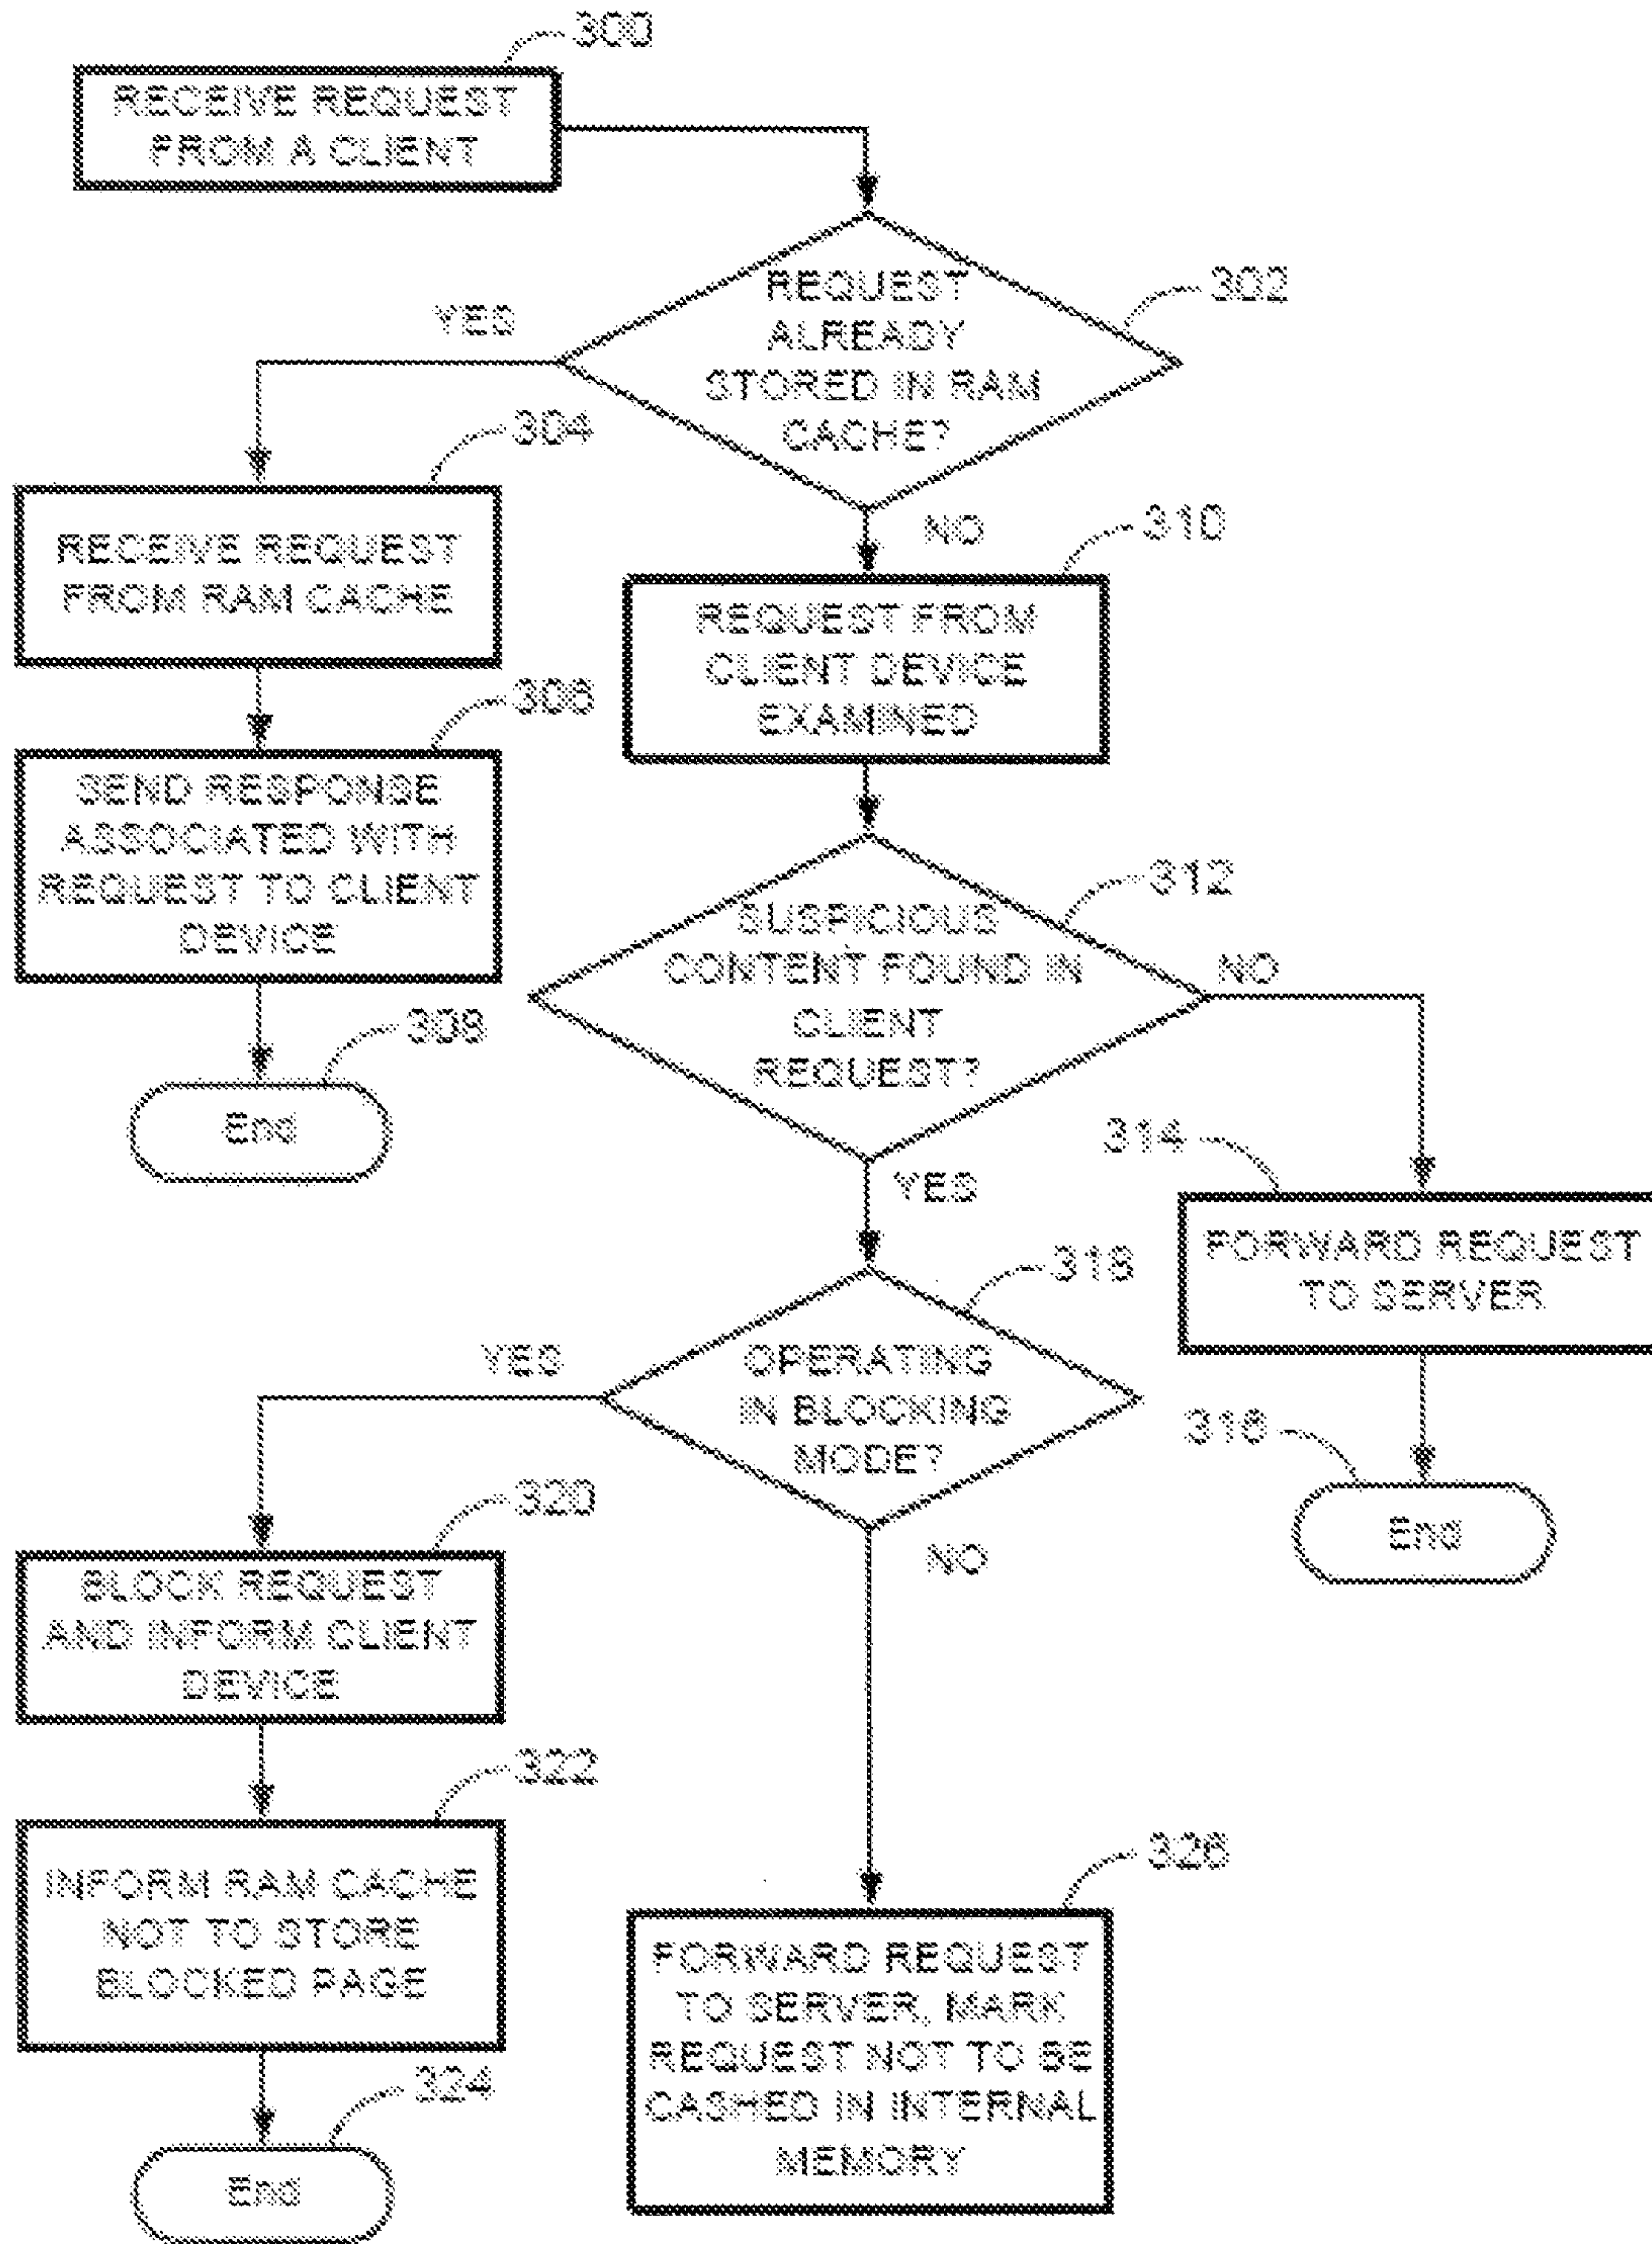 300
RECEIVE REQUEST
FROM A CLIENT
302
REQUEST
ALREADY
STORED IN RAM
CACHE?
YES
NO
304
RECEIVE REQUEST
FROM RAM CACHE
306
SEND RESPONSE
ASSOCIATED WITH
REQUEST TO CLIENT
DEVICE
308
End
310
REQUEST FROM
CLIENT DEVICE
EXAMINED
312
SUSPICIOUS
CONTENT FOUND IN
CLIENT
REQUEST?
NO
YES
314
FORWARD REQUEST
TO SERVER
316
End
318
OPERATING
IN BLOCKING
MODE?
YES
NO
320
BLOCK REQUEST
AND INFORM CLIENT
DEVICE
322
INFORM RAM CACHE
NOT TO STORE
BLOCKED PAGE
324
End
326
FORWARD REQUEST
TO SERVER, MARK
REQUEST NOT TO BE
CASHED IN INTERNAL
MEMORY